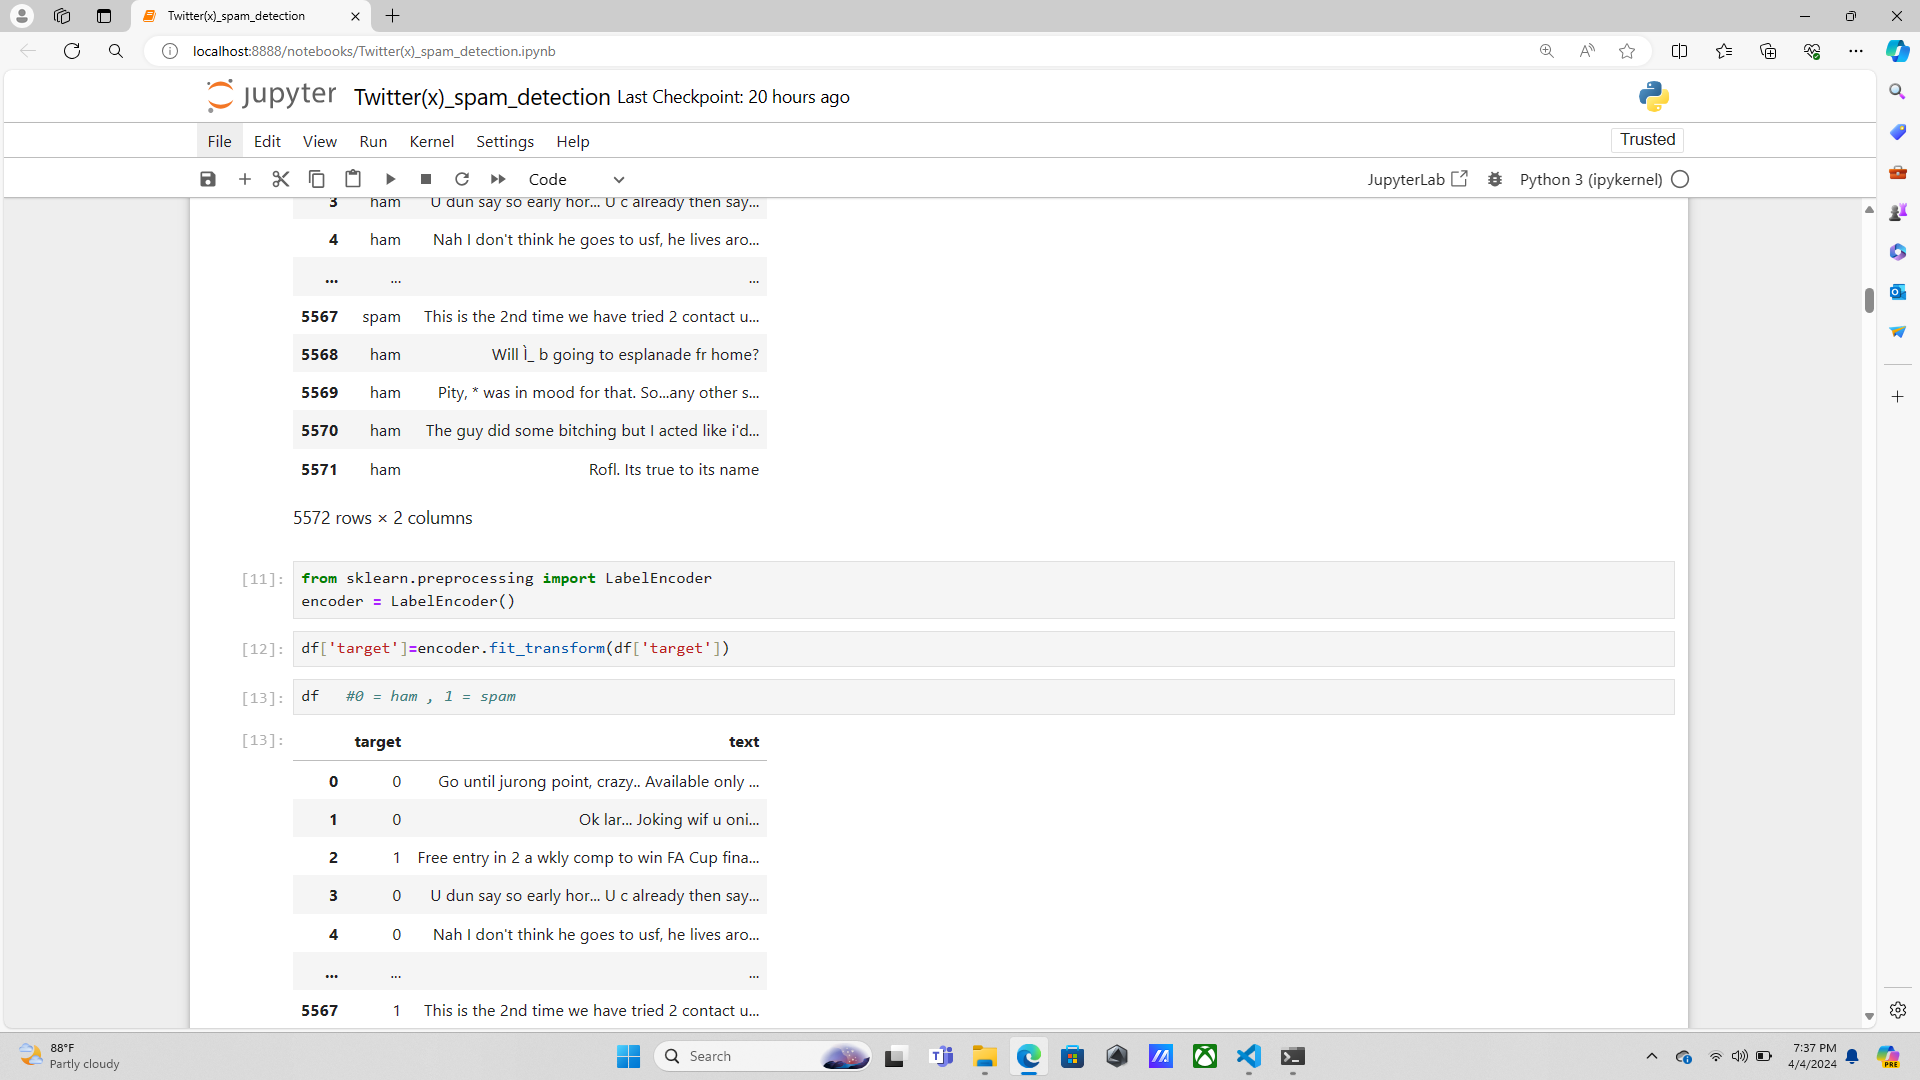 Twitter(x)_spam_detection
localhost:8888/notebooks/Twitter(x)_spam_detection.ipynb
jupyter Twitter(x)_spam_detection Last Checkpoint: 20 hours ago
File Edit View Run Kernel Settings Help Trusted
Code JupyterLab Python 3 (ipykernel)
3 ham U dun say so early hor... U c already then say...
4 ham Nah I don't think he goes to usf, he lives aro...
... ... ...
5567 spam This is the 2nd time we have tried 2 contact u...
5568 ham Will Ì_ b going to esplanade fr home?
5569 ham Pity, * was in mood for that. So...any other s...
5570 ham The guy did some bitching but I acted like i'd...
5571 ham Rofl. Its true to its name
5572 rows × 2 columns
[11]: from sklearn.preprocessing import LabelEncoder
encoder = LabelEncoder()
[12]: df['target']=encoder.fit_transform(df['target'])
[13]: df #0 = ham , 1 = spam
[13]: target text
0 0 Go until jurong point, crazy.. Available only ...
1 0 Ok lar... Joking wif u oni...
2 1 Free entry in 2 a wkly comp to win FA Cup fina...
3 0 U dun say so early hor... U c already then say...
4 0 Nah I don't think he goes to usf, he lives aro...
... ... ...
5567 1 This is the 2nd time we have tried 2 contact u...
88°F
Partly cloudy
Search
7:37 PM
4/4/2024
PRE